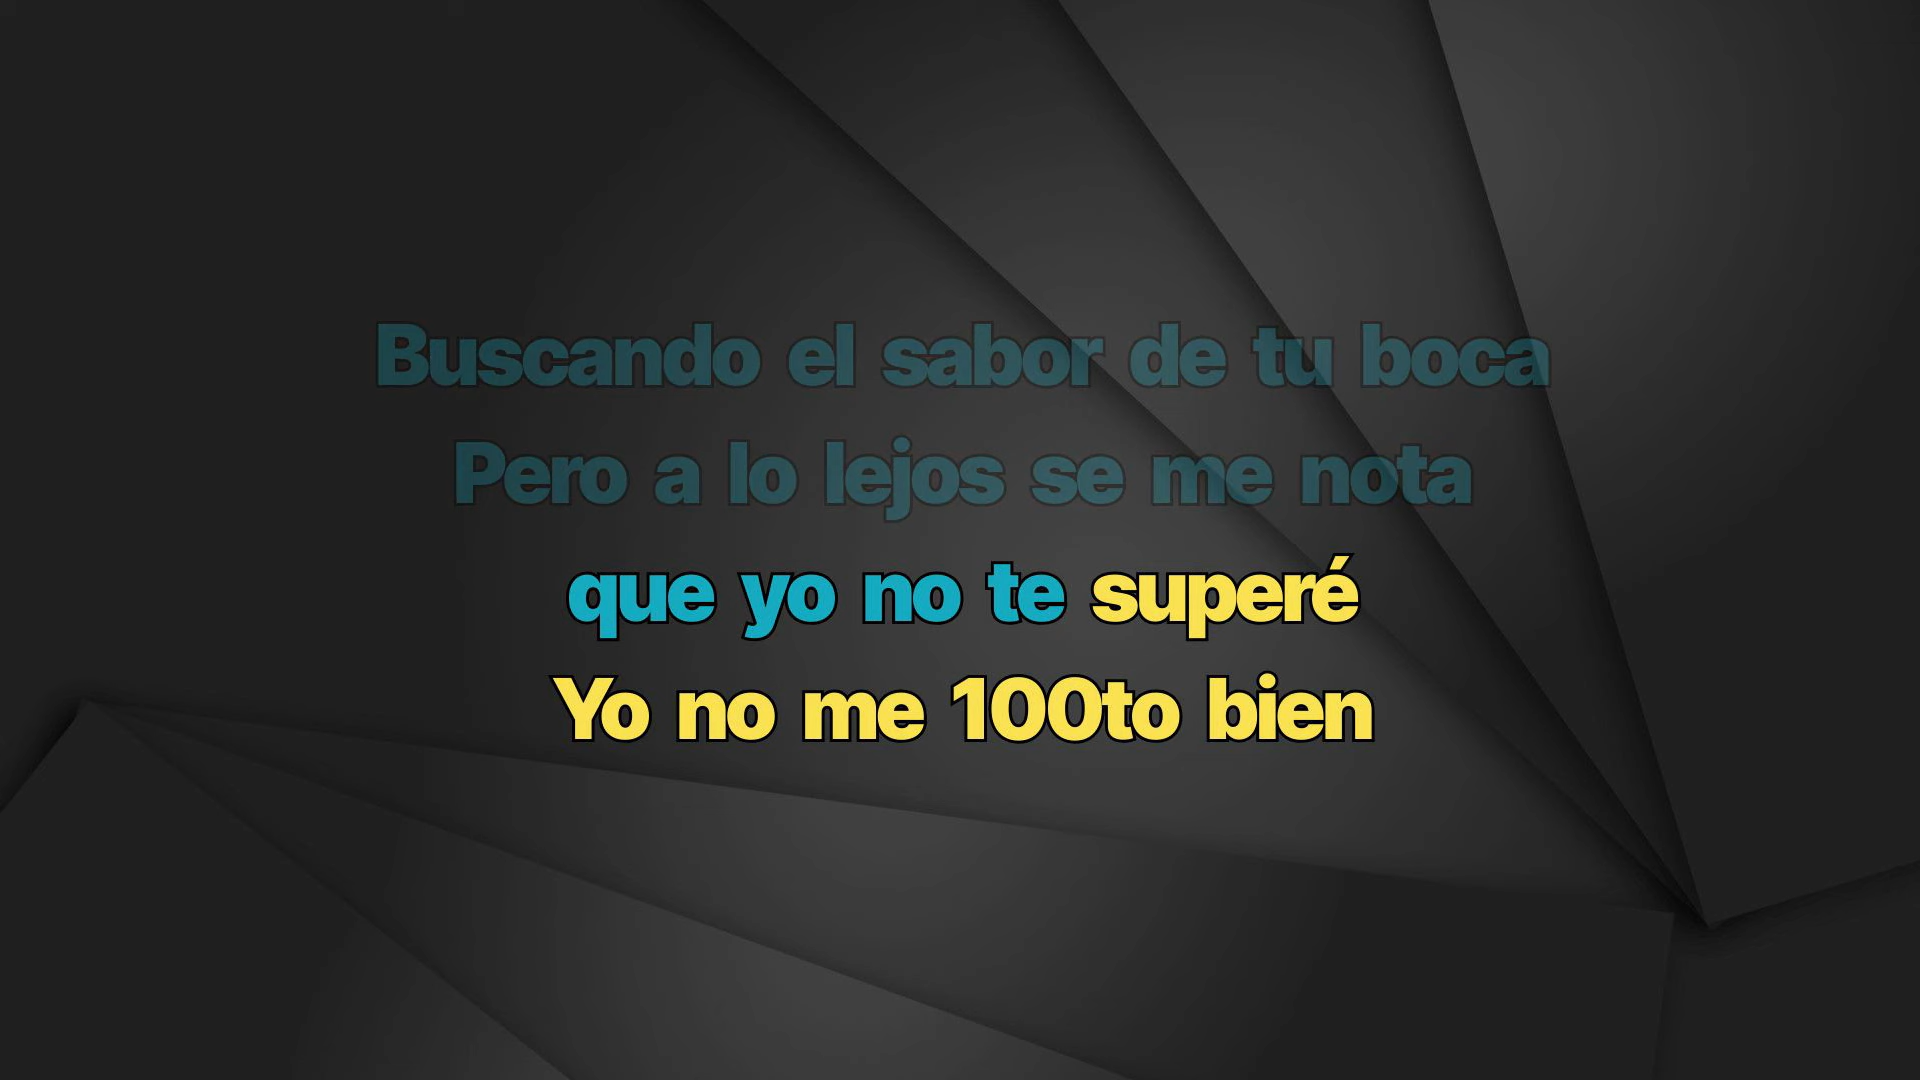 Buscando el sabor de tu boca
Pero a lo lejos se me nota
que yo no te superé
Yo no me 100to bien